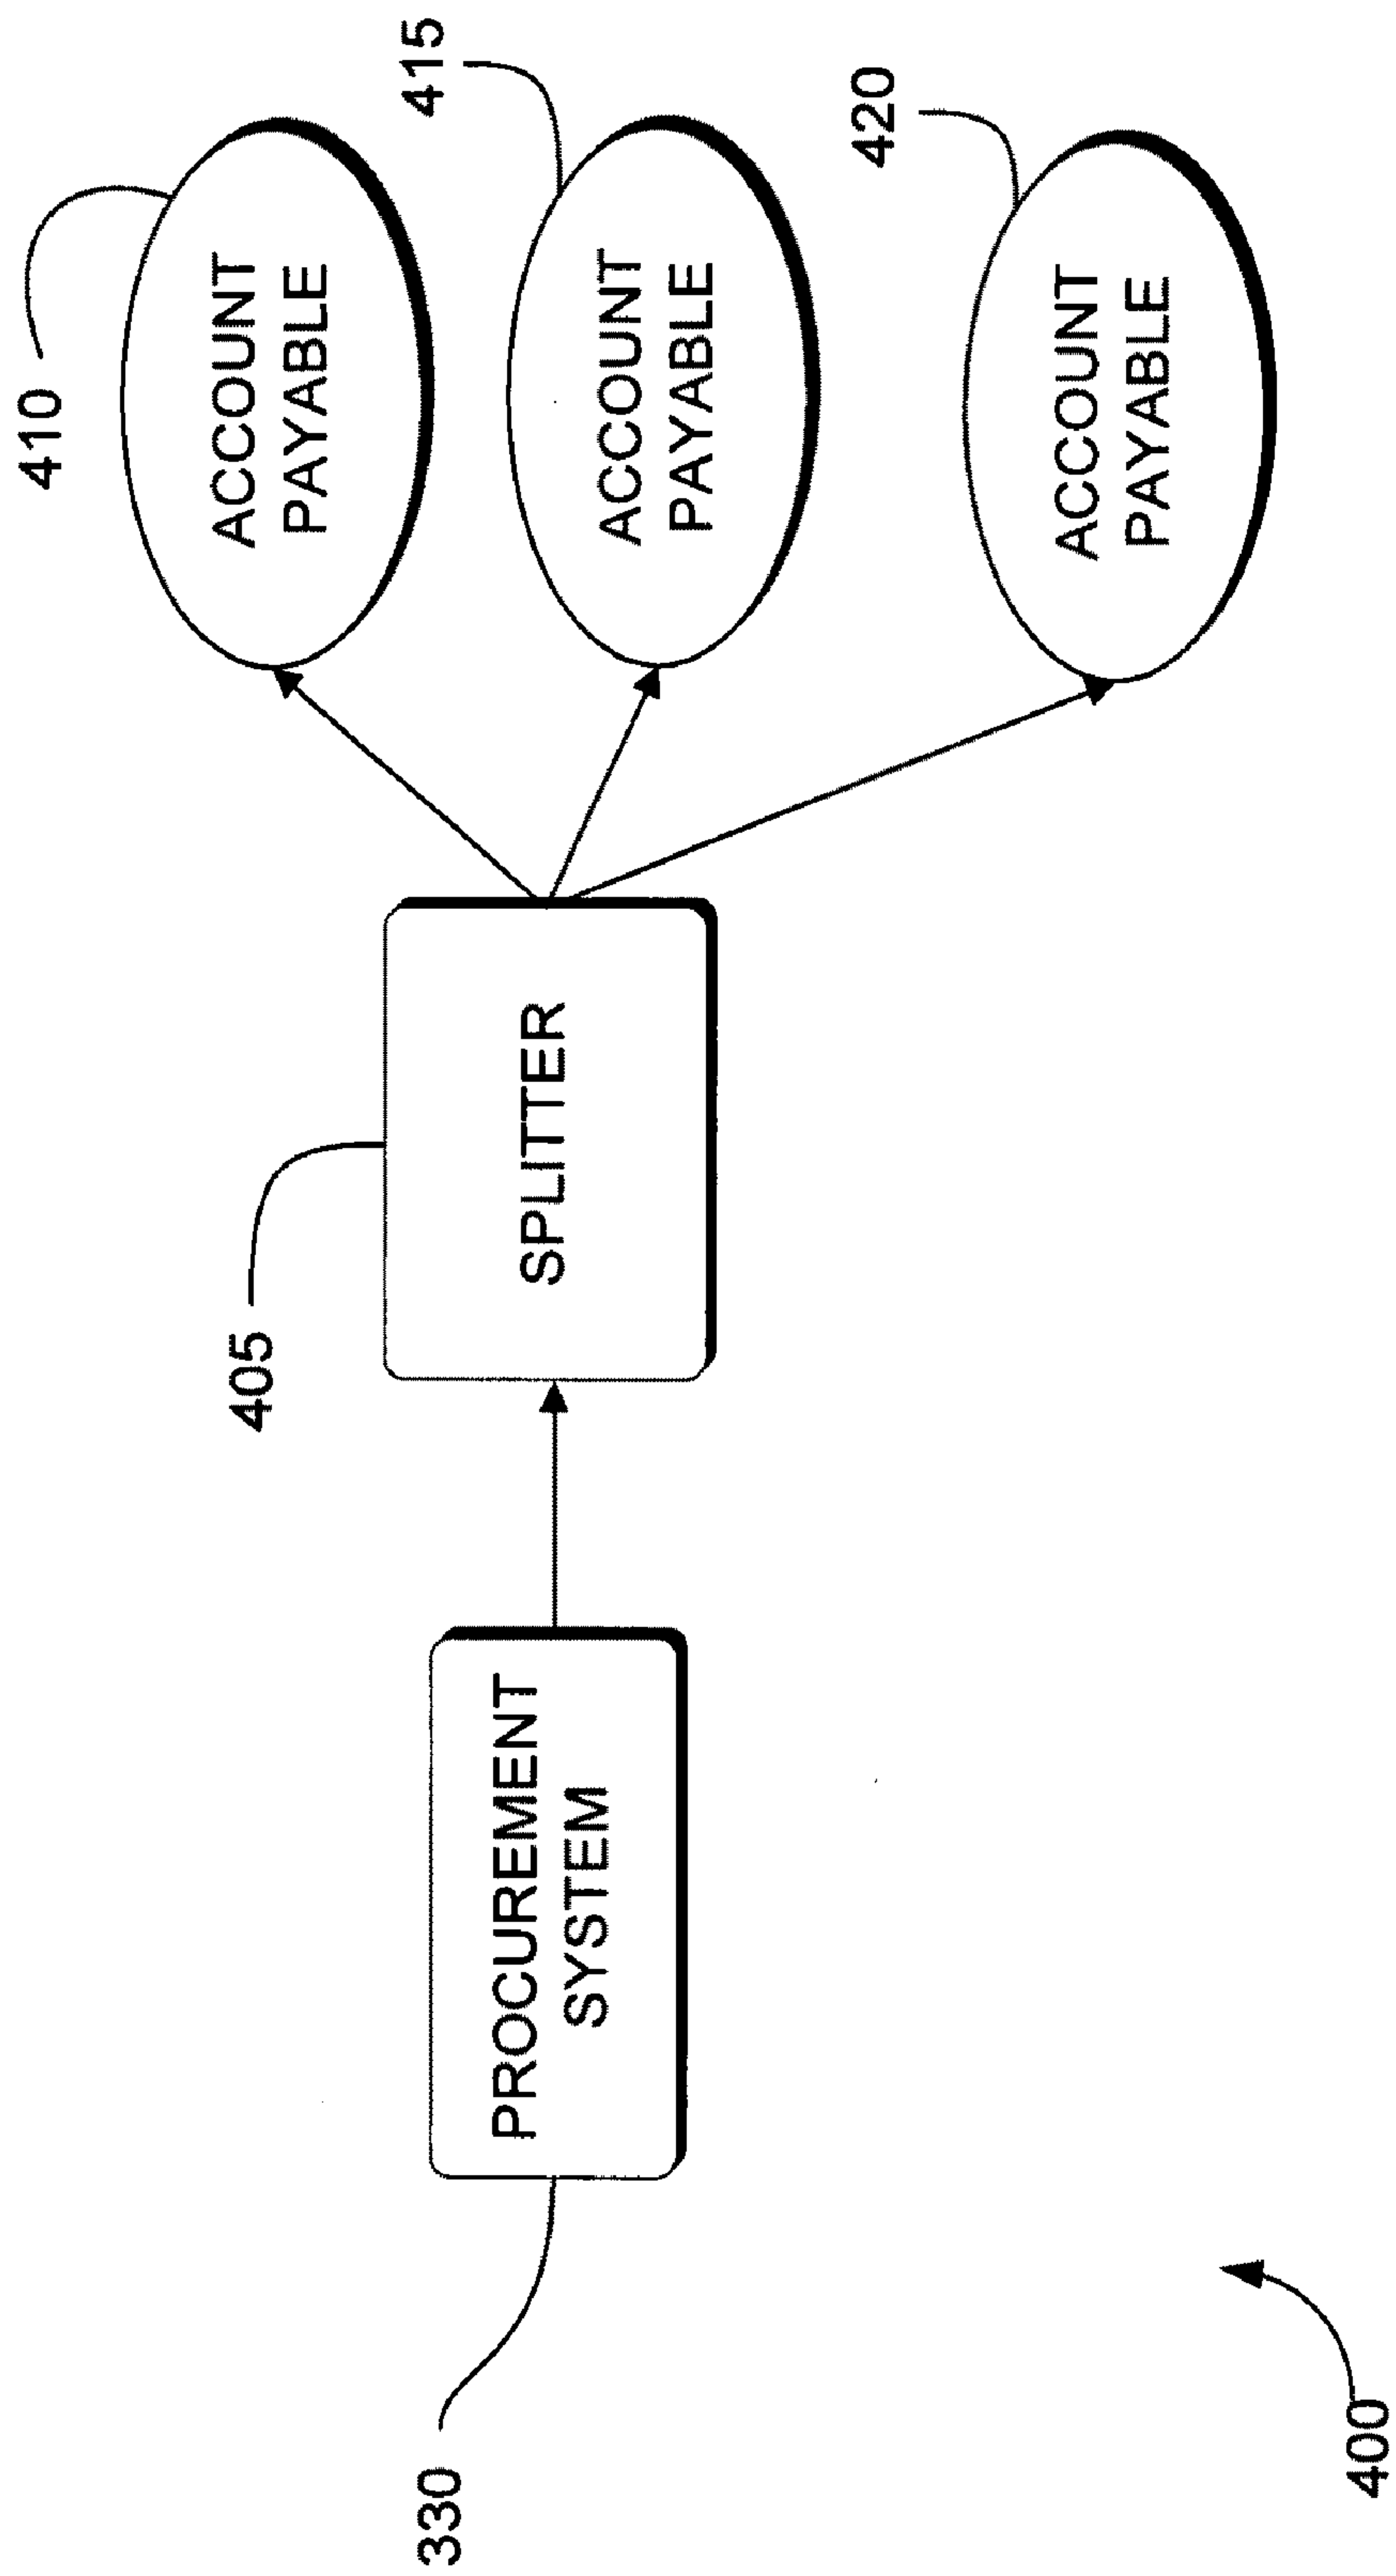 410
ACCOUNT
PAYABLE
415
ACCOUNT
PAYABLE
420
ACCOUNT
PAYABLE
405
SPLITTER
PROCUREMENT
SYSTEM
330
400